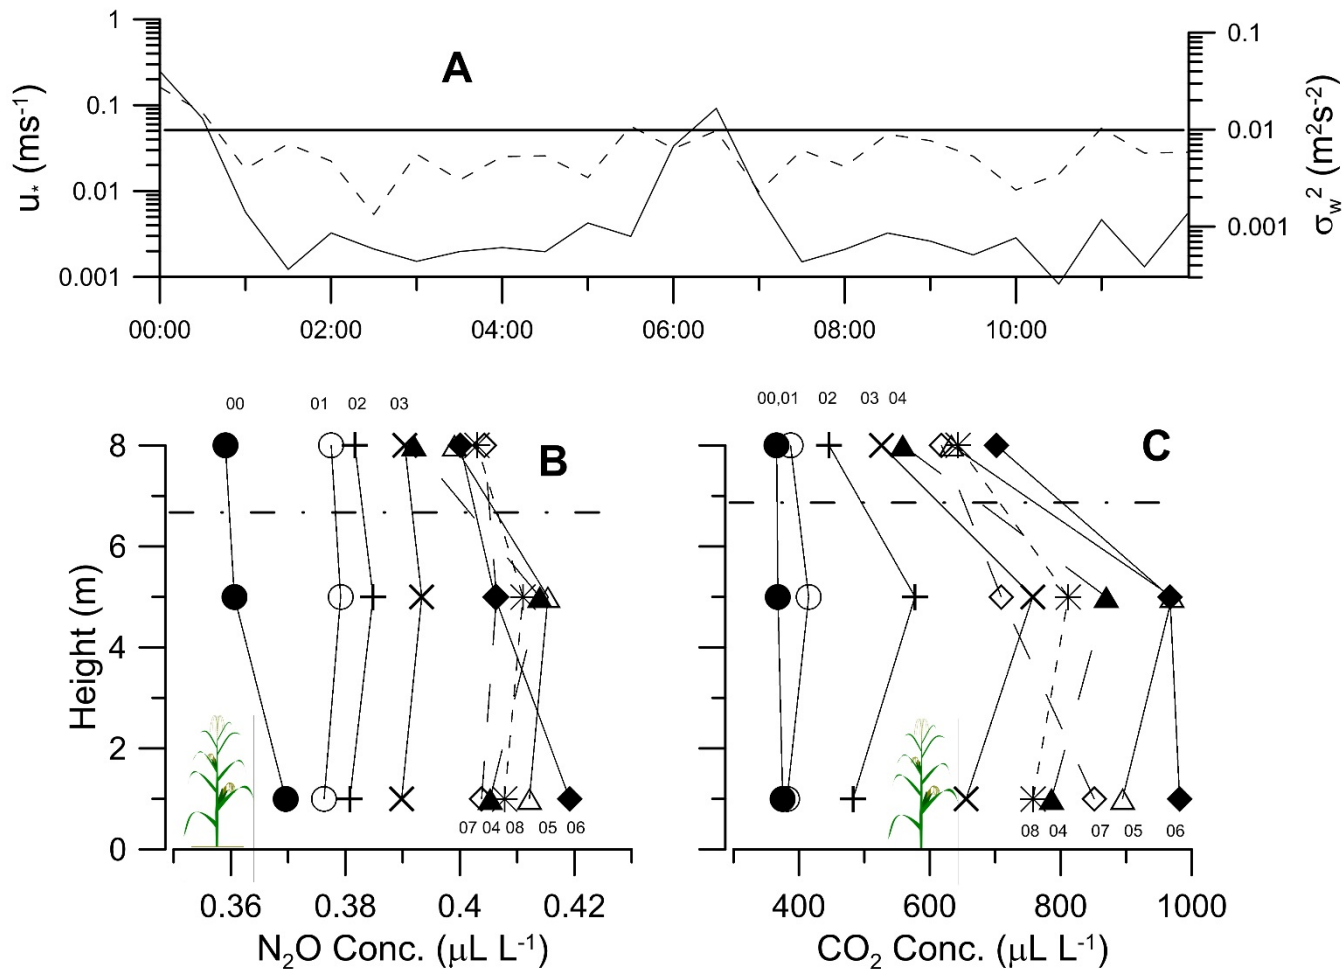 A
u* (ms⁻¹)
1
0.1
0.01
0.001
0.1
0.01
0.001
σw² (m²s⁻²)
00:00 02:00 04:00 06:00 08:00 10:00
00 01 02 03
B
Height (m)
8
6
4
2
0
07 04 08 05 06
0.36 0.38 0.4 0.42
N₂O Conc. (μL L⁻¹)
00,01 02 03 04
C
08 04 07 05 06
400 600 800 1000
CO₂ Conc. (μL L⁻¹)